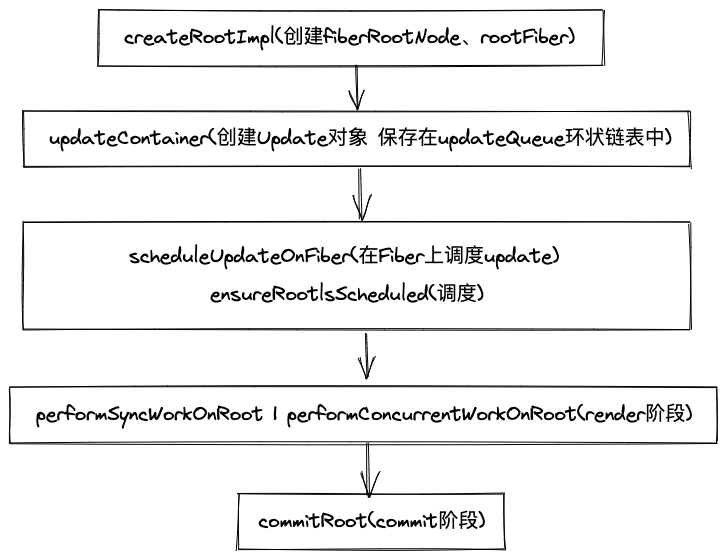 createRootImpl(创建fiberRootNode、rootFiber)
updateContainer(创建Update对象 保存在updateQueue环状链表中)
scheduleUpdateOnFiber(在Fiber上调度update)
ensureRootIsScheduled(调度)
performSyncWorkOnRoot | performConcurrentWorkOnRoot(render阶段)
commitRoot(commit阶段)